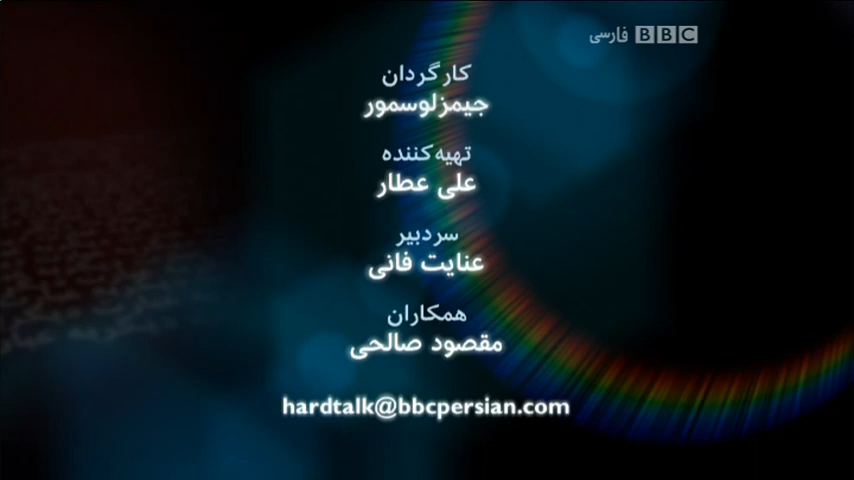 BBC فارسی
کارگردان
جیمزلوسمور
تهیه‌کننده
علی عطار
سردبیر
عنایت فانی
همکاران
مقصود صالحی
hardtalk@bbcpersian.com